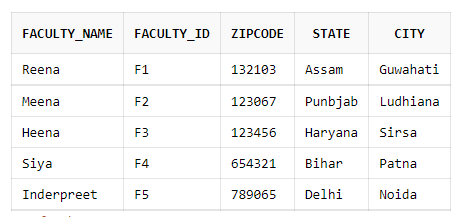 FACULTY_NAME FACULTY_ID ZIPCODE STATE CITY
Reena F1 132103 Assam Guwahati
Meena F2 123067 Punbjab Ludhiana
Heena F3 123456 Haryana Sirsa
Siya F4 654321 Bihar Patna
Inderpreet F5 789065 Delhi Noida